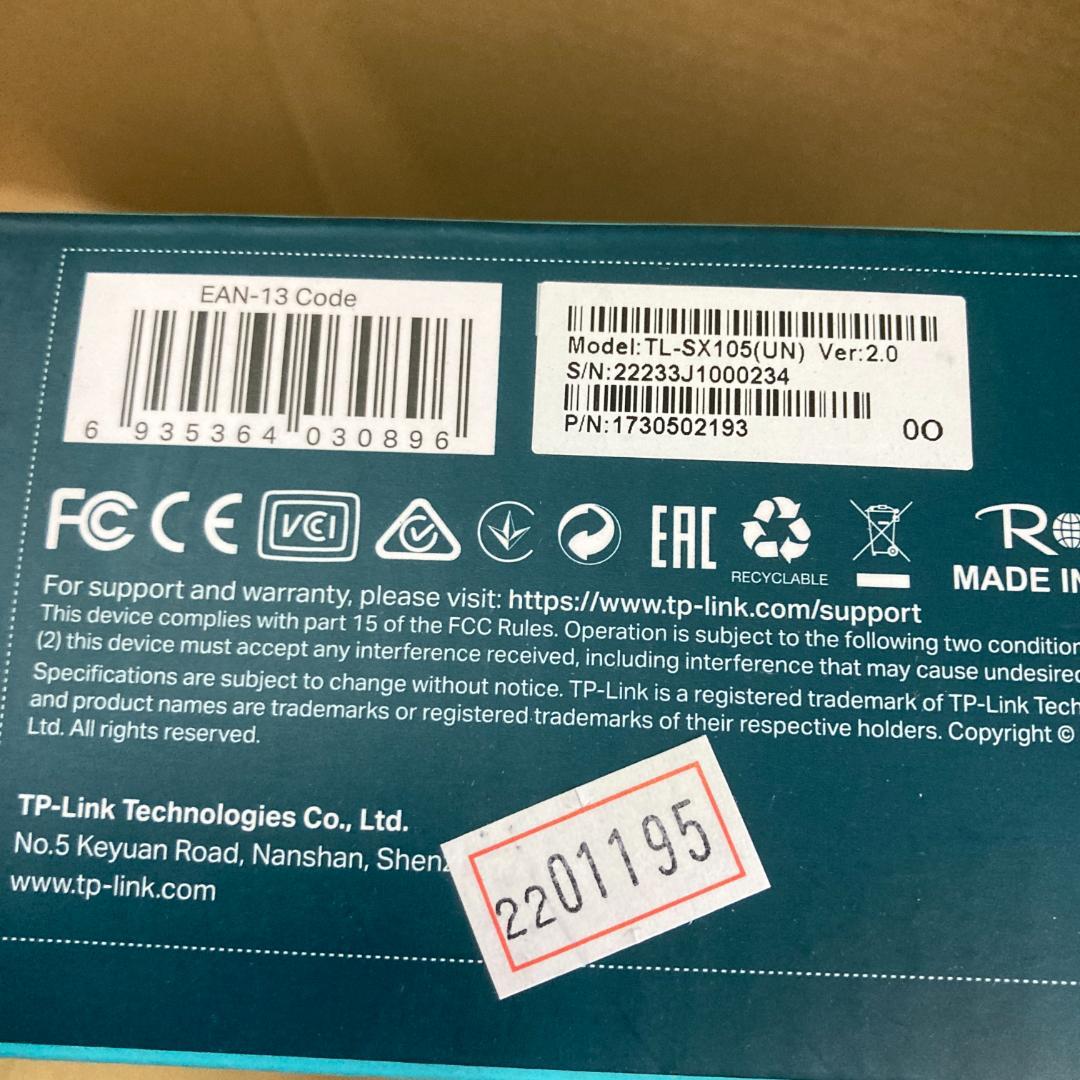 EAN-13 Code
6 935364 030896
Model:TL-SX105(UN) Ver:2.0
S/N:22233J1000234
P/N:1730502193
00
FC CE VCCI EAC
RECYCLABLE
MADE IN
For support and warranty, please visit: https://www.tp-link.com/support
This device complies with part 15 of the FCC Rules. Operation is subject to the following two
(2) this device must accept any interference received, including interference that may cause
Specifications are subject to change without notice. TP-Link is a registered trademark of TP-Link
and product names are trademarks or registered trademarks of their respective holders. Copyright ©
Ltd. All rights reserved.
TP-Link Technologies Co., Ltd.
No.5 Keyuan Road, Nanshan,
www.tp-link.com
2201195